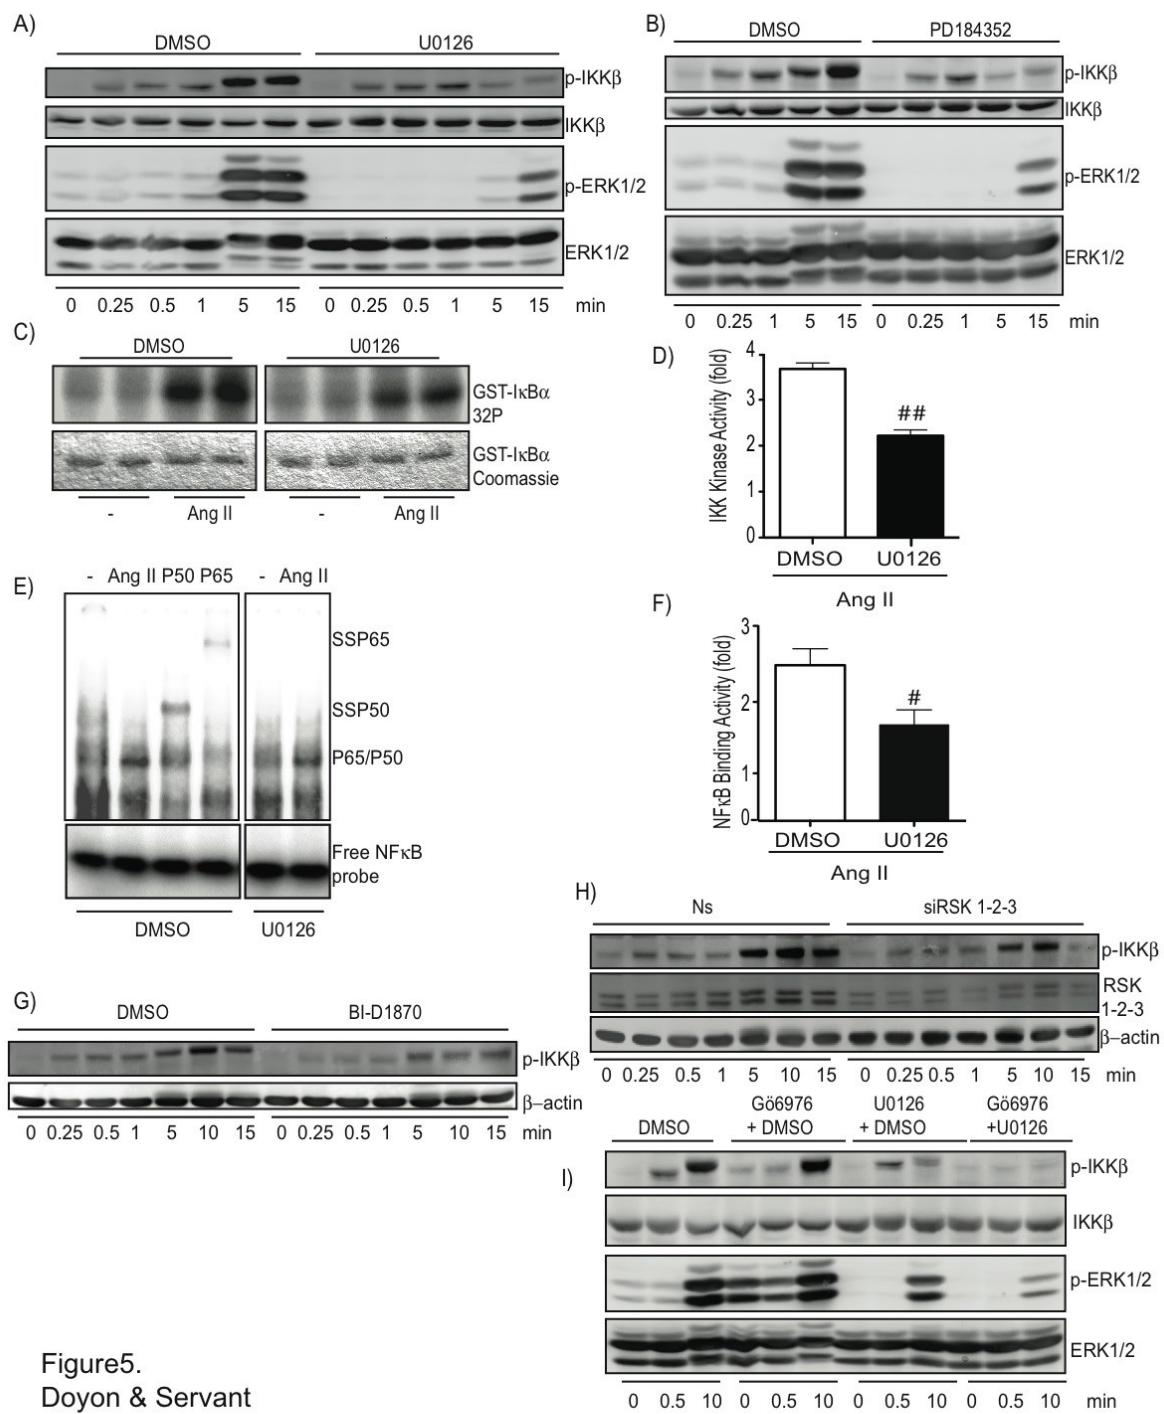 A)
DMSO U0126
p-IKKβ
IKKβ
p-ERK1/2
ERK1/2
0 0.25 0.5 1 5 15 0 0.25 0.5 1 5 15 min
B)
DMSO PD184352
p-IKKβ
IKKβ
p-ERK1/2
ERK1/2
0 0.25 1 5 15 0 0.25 1 5 15 min
C)
DMSO U0126
GST-IκBα
32P
GST-IκBα
Coomassie
- Ang II - Ang II
D)
IKK Kinase Activity (fold)
4
3
2
1
0
##
DMSO U0126
Ang II
E)
- Ang II P50 P65 - Ang II
SSP65
SSP50
P65/P50
Free NFκB
probe
DMSO U0126
F)
NFκB Binding Activity (fold)
3
2
1
0
#
DMSO U0126
Ang II
G)
DMSO BI-D1870
p-IKKβ
β–actin
0 0.25 0.5 1 5 10 15 0 0.25 0.5 1 5 10 15 min
H)
Ns siRSK 1-2-3
p-IKKβ
RSK
1-2-3
β–actin
0 0.25 0.5 1 5 10 15 0 0.25 0.5 1 5 10 15 min
I)
DMSO Gö6976 + DMSO U0126 + DMSO Gö6976 +U0126
p-IKKβ
IKKβ
p-ERK1/2
ERK1/2
0 0.5 10 0 0.5 10 0 0.5 10 0 0.5 10 min
Figure5.
Doyon & Servant